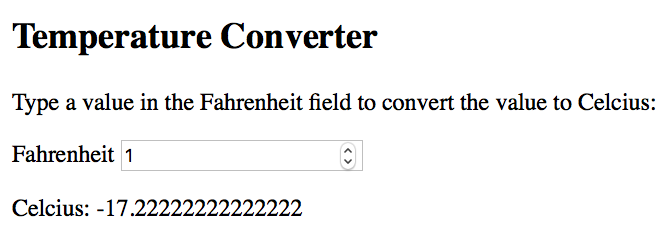 Temperature Converter
Type a value in the Fahrenheit field to convert the value to Celcius:
Fahrenheit 1
Celcius: -17.22222222222222